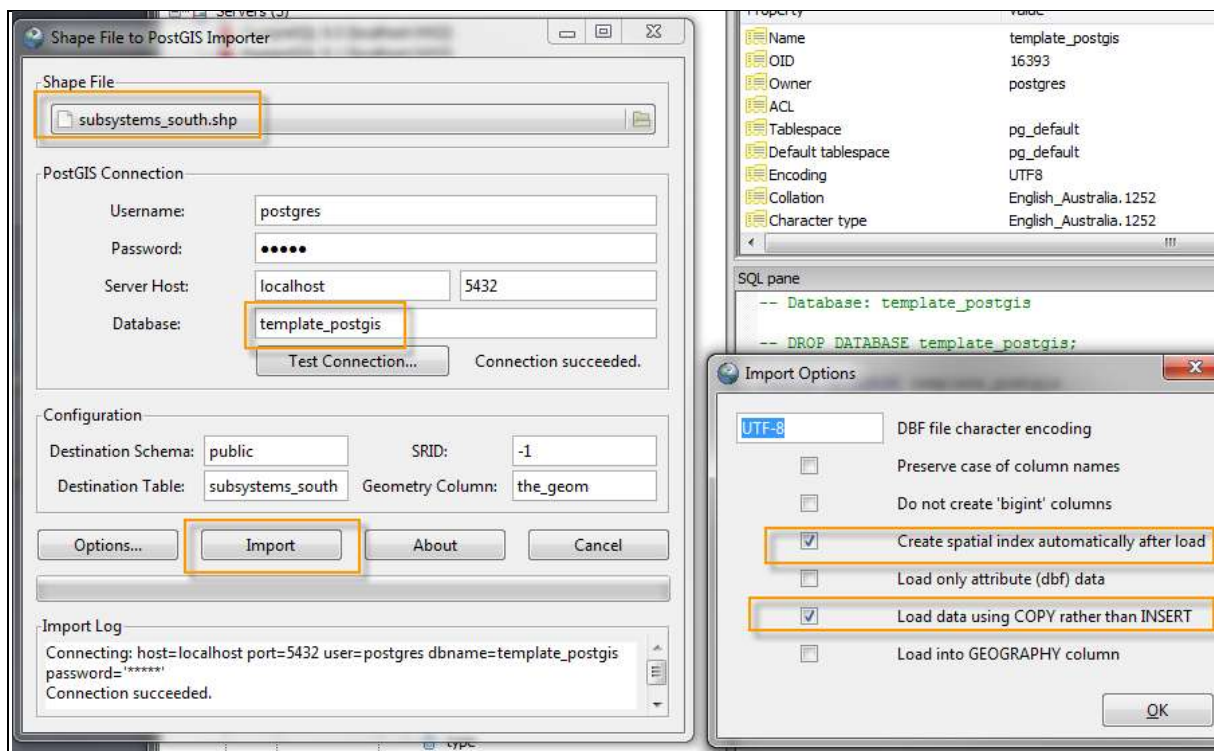 Servers (5)
Shape File to PostGIS Importer
Shape File
subsystems_south.shp
PostGIS Connection
Username: postgres
Password: •••••
Server Host: localhost 5432
Database: template_postgis
Test Connection... Connection succeeded.
Configuration
Destination Schema: public SRID: -1
Destination Table: subsystems_south Geometry Column: the_geom
Options... Import About Cancel
Import Log
Connecting: host=localhost port=5432 user=postgres dbname=template_postgis
password='*****'
Connection succeeded.
type
Property Value
Name template_postgis
OID 16393
Owner postgres
ACL
Tablespace pg_default
Default tablespace pg_default
Encoding UTF8
Collation English_Australia.1252
Character type English_Australia.1252
SQL pane
-- Database: template_postgis
-- DROP DATABASE template_postgis;
Import Options
UTF-8 DBF file character encoding
Preserve case of column names
Do not create 'bigint' columns
Create spatial index automatically after load
Load only attribute (dbf) data
Load data using COPY rather than INSERT
Load into GEOGRAPHY column
OK